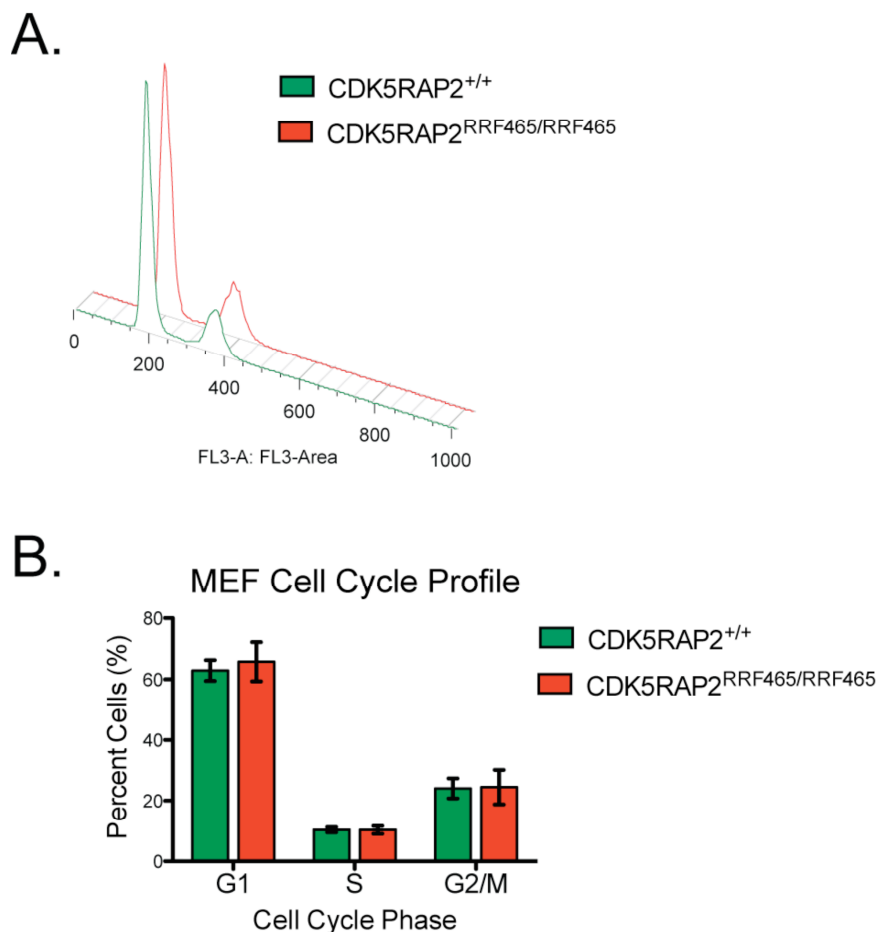 A.
CDK5RAP2+/+
CDK5RAP2RRF465/RRF465
0
200
400
600
800
1000
FL3-A: FL3-Area
B.
MEF Cell Cycle Profile
80
60
40
20
0
Percent Cells (%)
G1
S
G2/M
Cell Cycle Phase
CDK5RAP2+/+
CDK5RAP2RRF465/RRF465